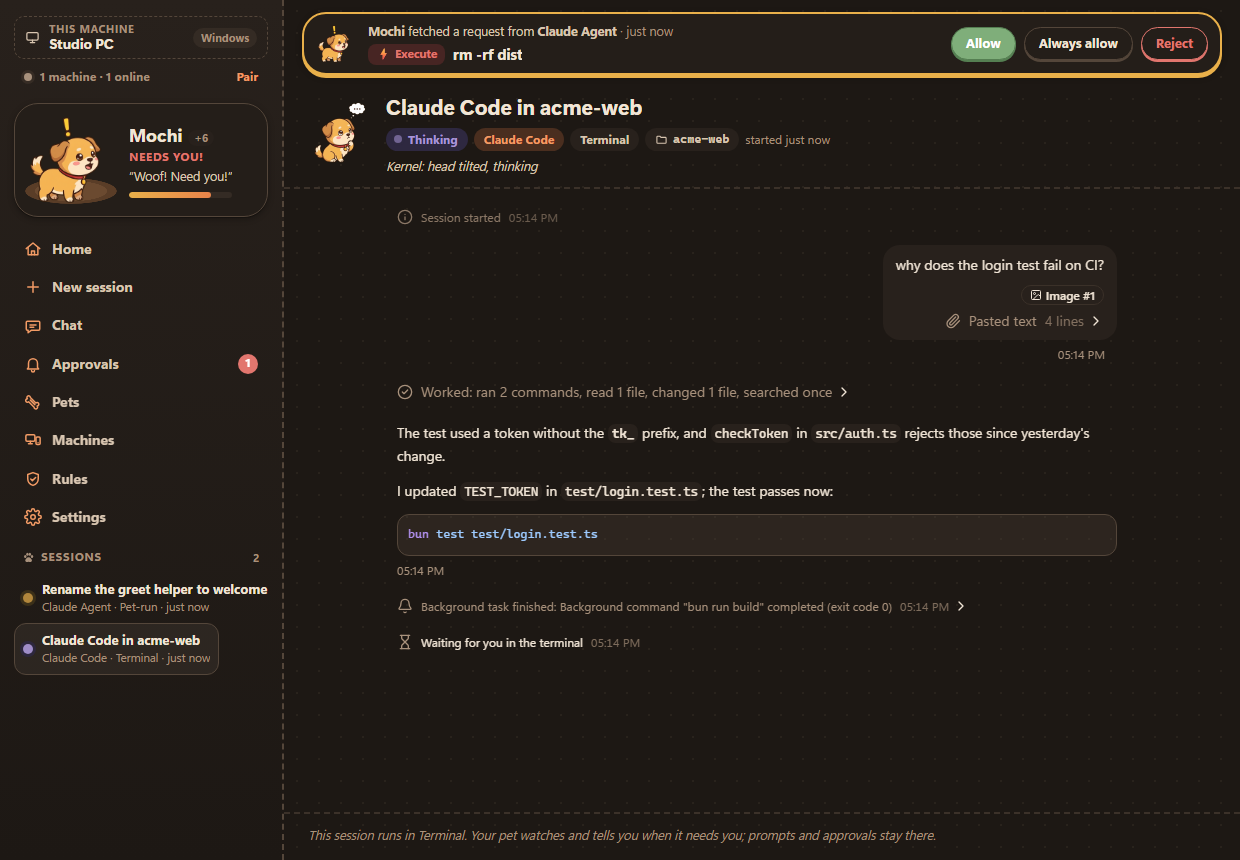 THIS MACHINE
Studio PC
Windows
1 machine · 1 online
Pair
Mochi +6
NEEDS YOU!
“Woof! Need you!”
Home
New session
Chat
Approvals
1
Pets
Machines
Rules
Settings
SESSIONS
2
Rename the greet helper to welcome
Claude Agent · Pet-run · just now
Claude Code in acme-web
Claude Code · Terminal · just now
Mochi fetched a request from Claude Agent · just now
Execute rm -rf dist
Allow
Always allow
Reject
Claude Code in acme-web
Thinking Claude Code Terminal acme-web started just now
Kernel: head tilted, thinking
Session started 05:14 PM
why does the login test fail on CI?
Image #1
Pasted text 4 lines
05:14 PM
Worked: ran 2 commands, read 1 file, changed 1 file, searched once
The test used a token without the tk_ prefix, and checkToken in src/auth.ts rejects those since yesterday's
change.
I updated TEST_TOKEN in test/login.test.ts; the test passes now:
bun test test/login.test.ts
05:14 PM
Background task finished: Background command "bun run build" completed (exit code 0) 05:14 PM
Waiting for you in the terminal 05:14 PM
This session runs in Terminal. Your pet watches and tells you when it needs you; prompts and approvals stay there.